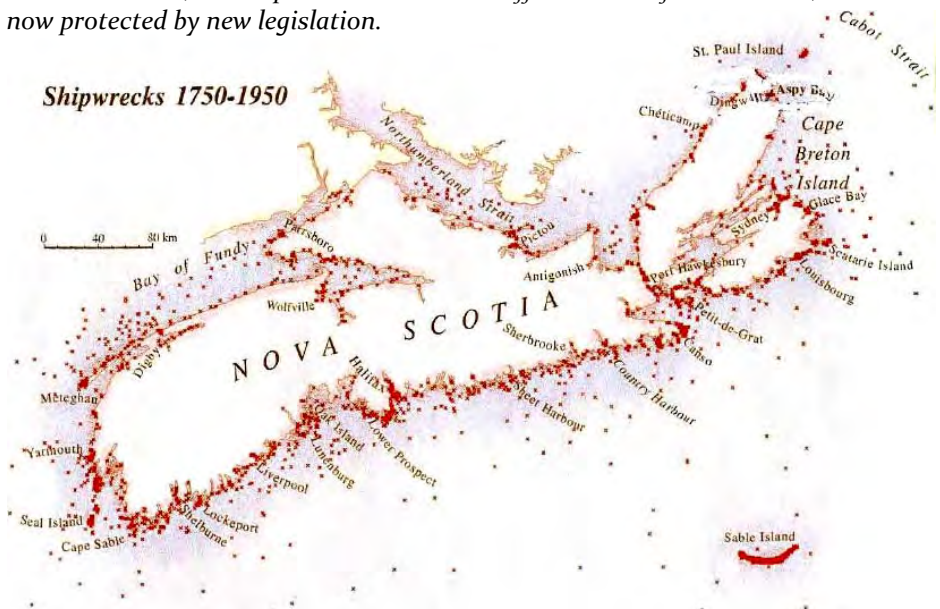 now protected by new legislation.
Shipwrecks 1750-1950
Cabot Strait
St. Paul Island
Dingwall
Aspy Bay
Chéticamp
Cape
Breton
Island
Northumberland
Strait
Glace Bay
Sydney
0 40 80 km
Parrsboro
Pictou
Bay of Fundy
Antigonish
Port Hawkesbury
Scatarie Island
Louisbourg
Wolfville
NOVA SCOTIA
Petit-de-Grat
Sherbrooke
Canso
Digby
Halifax
Country Harbour
Sheet Harbour
Meteghan
Oak Island
Lower Prospect
Lunenburg
Yarmouth
Liverpool
Lockeport
Shelburne
Seal Island
Cape Sable
Sable Island